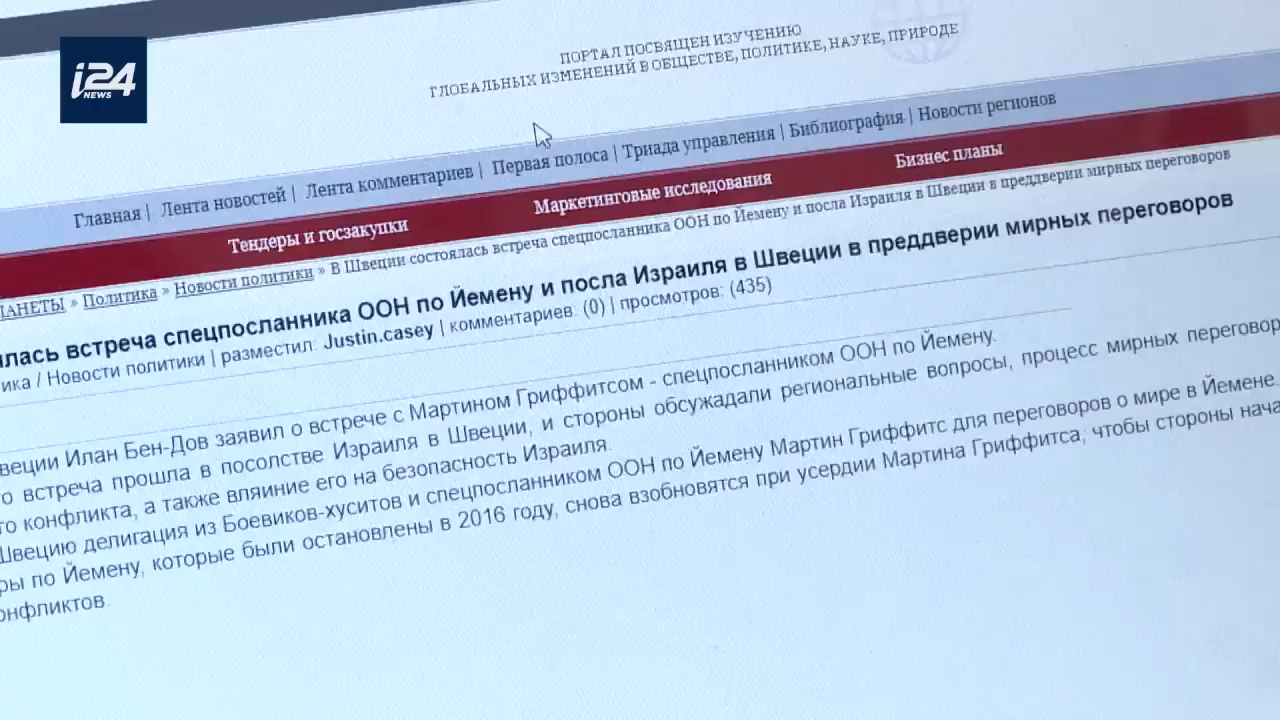 i24
NEWS
ПОРТАЛ ПОСВЯЩЕН ИЗУЧЕНИЮ
ГЛОБАЛЬНЫХ ИЗМЕНЕНИЙ В ОБЩЕСТВЕ, ПОЛИТИКЕ, НАУКЕ, ПРИРОДЕ
Главная | Лента новостей | Лента комментариев | Первая полоса | Триада управления | Библиография | Новости регионов
Тендеры и госзакупки Маркетинговые исследования Бизнес планы
ЛАНЕТЫ » Политика » Новости политики » В Швеции состоялась встреча спецпосланника ООН по Йемену и посла Израиля в Швеции в преддверии мирных переговоров
лась встреча спецпосланника ООН по Йемену и посла Израиля в Швеции в преддверии мирных переговоров
ика / Новости политики | разместил: Justin.casey | комментариев: (0) | просмотров: (435)
веции Илан Бен-Дов заявил о встрече с Мартином Гриффитсом - спецпосланником ООН по Йемену.
о встреча прошла в посольстве Израиля в Швеции, и стороны обсужадали региональные вопросы, процесс мирных переговор
го конфликта, а также влияние его на безопасность Израиля.
Швецию делигация из Боевиков-хуситов и спецпосланником ООН по Йемену Мартин Гриффитс для переговоров о мире в Йемене.
ры по Йемену, которые были остановлены в 2016 году, снова взобновятся при усердии Мартина Гриффитса, чтобы стороны нача
онфликтов.